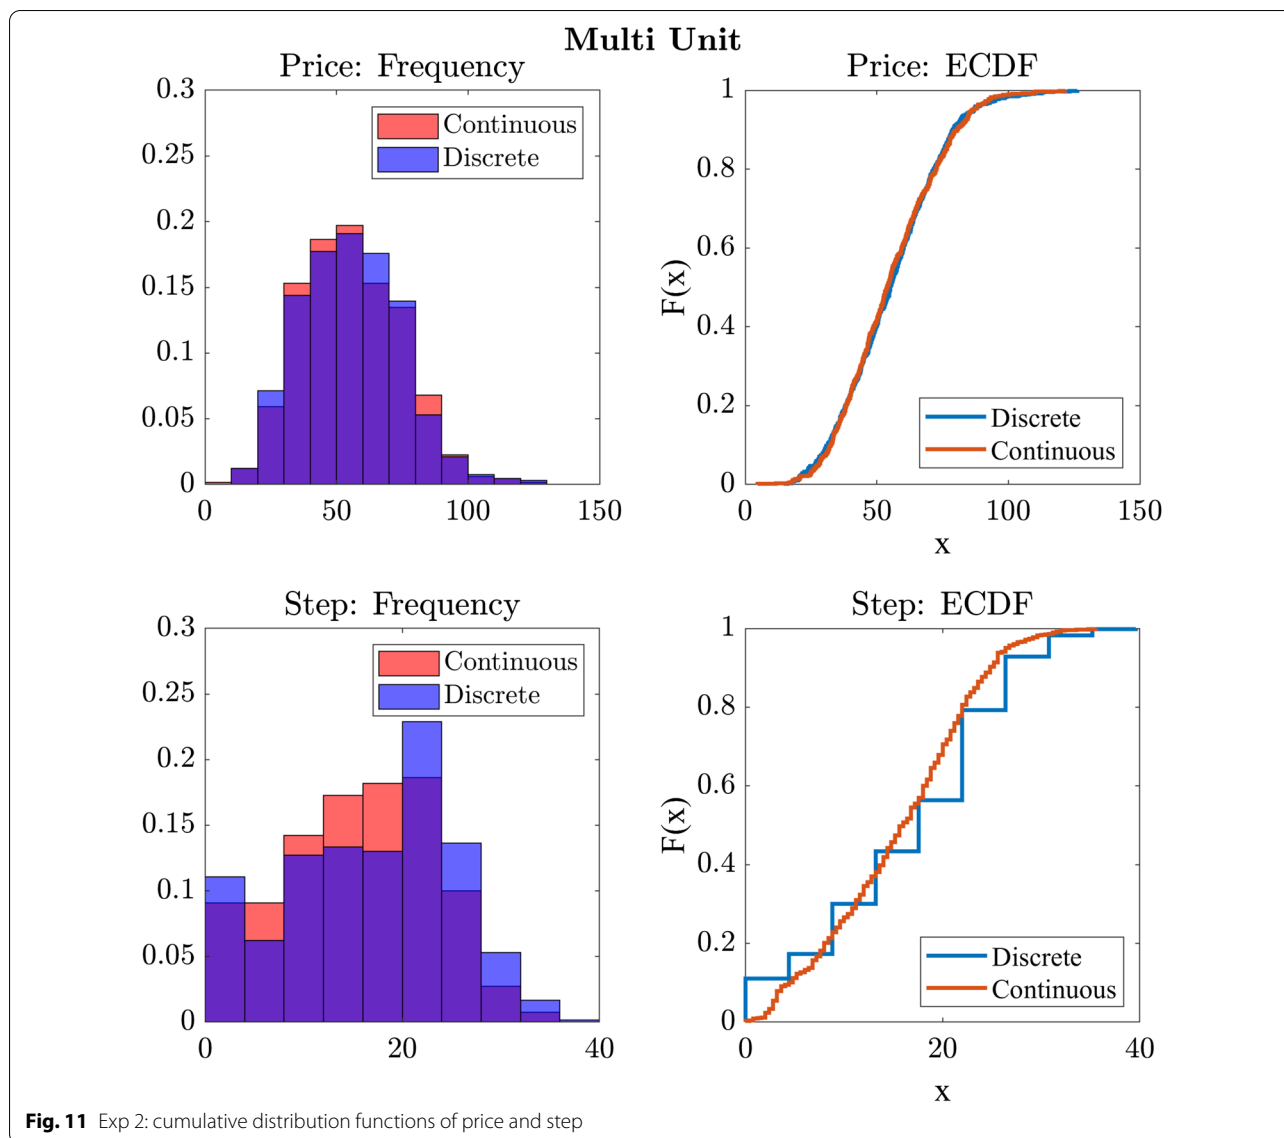 Multi Unit
Price: Frequency
0.3
0.25
0.2
0.15
0.1
0.05
0
0 50 100 150
Continuous
Discrete
Price: ECDF
1
0.8
0.6
0.4
0.2
0
F(x)
0 50 100 150
x
Discrete
Continuous
Step: Frequency
0.3
0.25
0.2
0.15
0.1
0.05
0
0 20 40
Continuous
Discrete
Step: ECDF
1
0.8
0.6
0.4
0.2
0
F(x)
0 20 40
x
Discrete
Continuous
Fig. 11 Exp 2: cumulative distribution functions of price and step